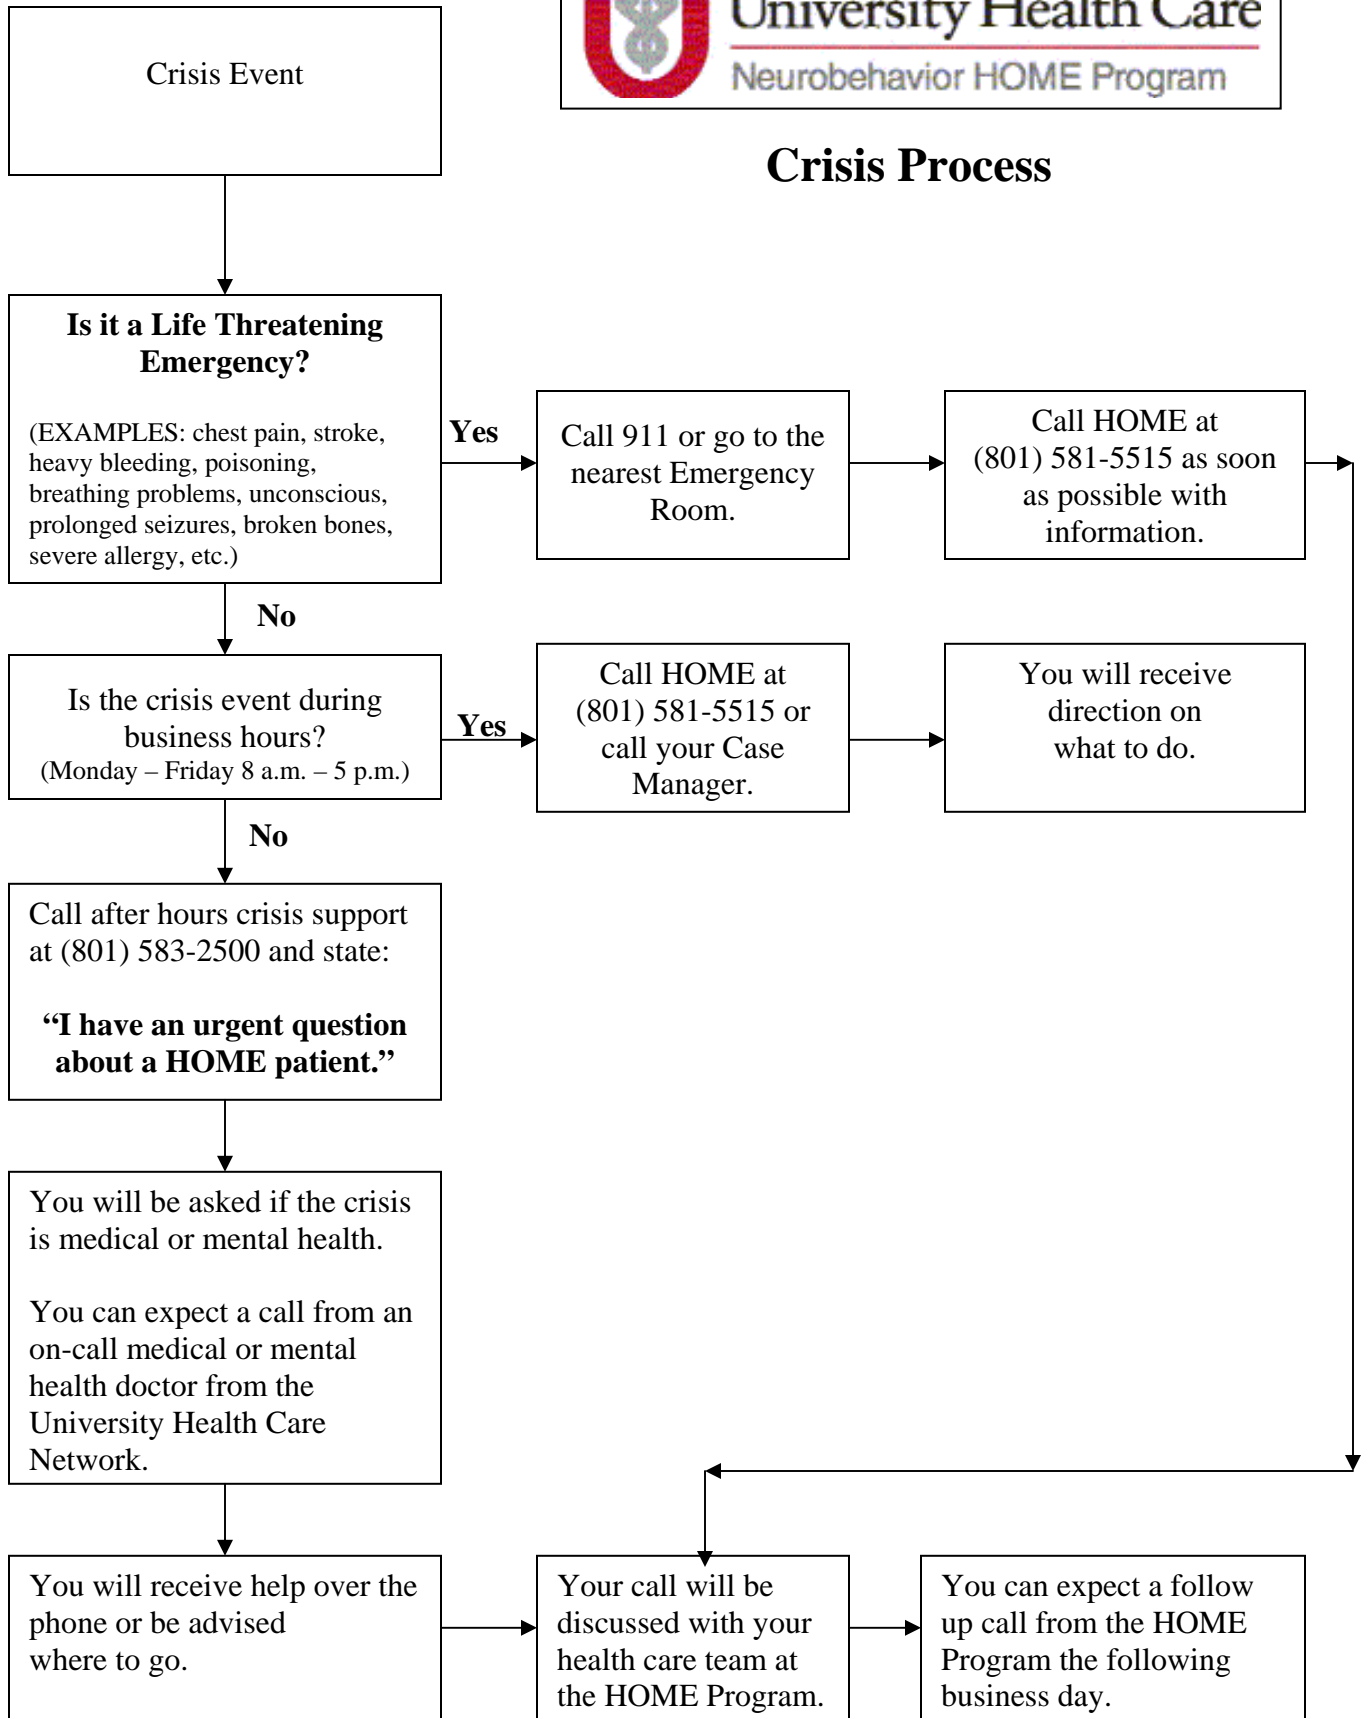 University Health Care
Neurobehavior HOME Program
Crisis Process
Crisis Event
Is it a Life Threatening
Emergency?
(EXAMPLES: chest pain, stroke,
heavy bleeding, poisoning,
breathing problems, unconscious,
prolonged seizures, broken bones,
severe allergy, etc.)
Yes
Call 911 or go to the
nearest Emergency
Room.
Call HOME at
(801) 581-5515 as soon
as possible with
information.
No
Is the crisis event during
business hours?
(Monday – Friday 8 a.m. – 5 p.m.)
Yes
Call HOME at
(801) 581-5515 or
call your Case
Manager.
You will receive
direction on
what to do.
No
Call after hours crisis support
at (801) 583-2500 and state:
“I have an urgent question
about a HOME patient.”
You will be asked if the crisis
is medical or mental health.
You can expect a call from an
on-call medical or mental
health doctor from the
University Health Care
Network.
You will receive help over the
phone or be advised
where to go.
Your call will be
discussed with your
health care team at
the HOME Program.
You can expect a follow
up call from the HOME
Program the following
business day.